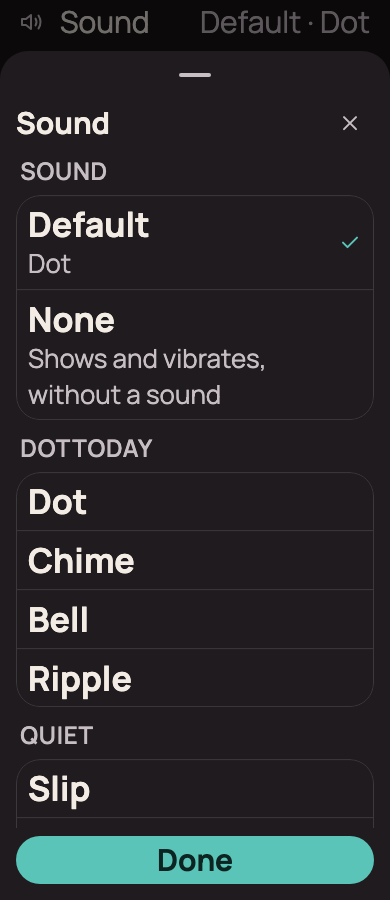 Sound Default · Dot
Sound
SOUND
Default
Dot
None
Shows and vibrates,
without a sound
DOTTODAY
Dot
Chime
Bell
Ripple
QUIET
Slip
Done